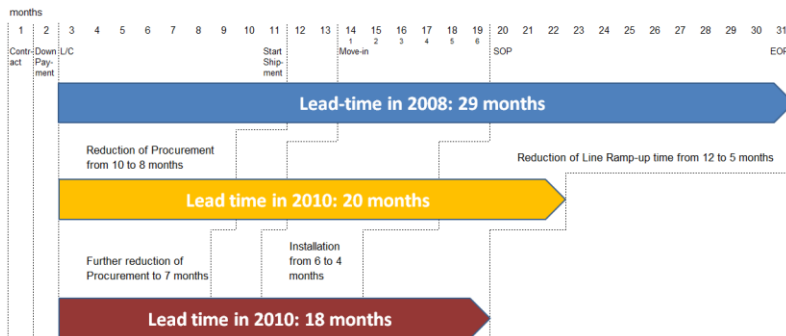 months
1 2 3 4 5 6 7 8 9 10 11 12 13 14 15 16 17 18 19 20 21 22 23 24 25 26 27 28 29 30 31
1 2 3 4 5 6
Contr-
act
Down
Pay-
ment
L/C
Start
Ship-
ment
Move-in
SOP
EOP
Lead-time in 2008: 29 months
Reduction of Procurement
from 10 to 8 months
Reduction of Line Ramp-up time from 12 to 5 months
Lead time in 2010: 20 months
Further reduction of
Procurement to 7 months
Installation
from 6 to 4
months
Lead time in 2010: 18 months